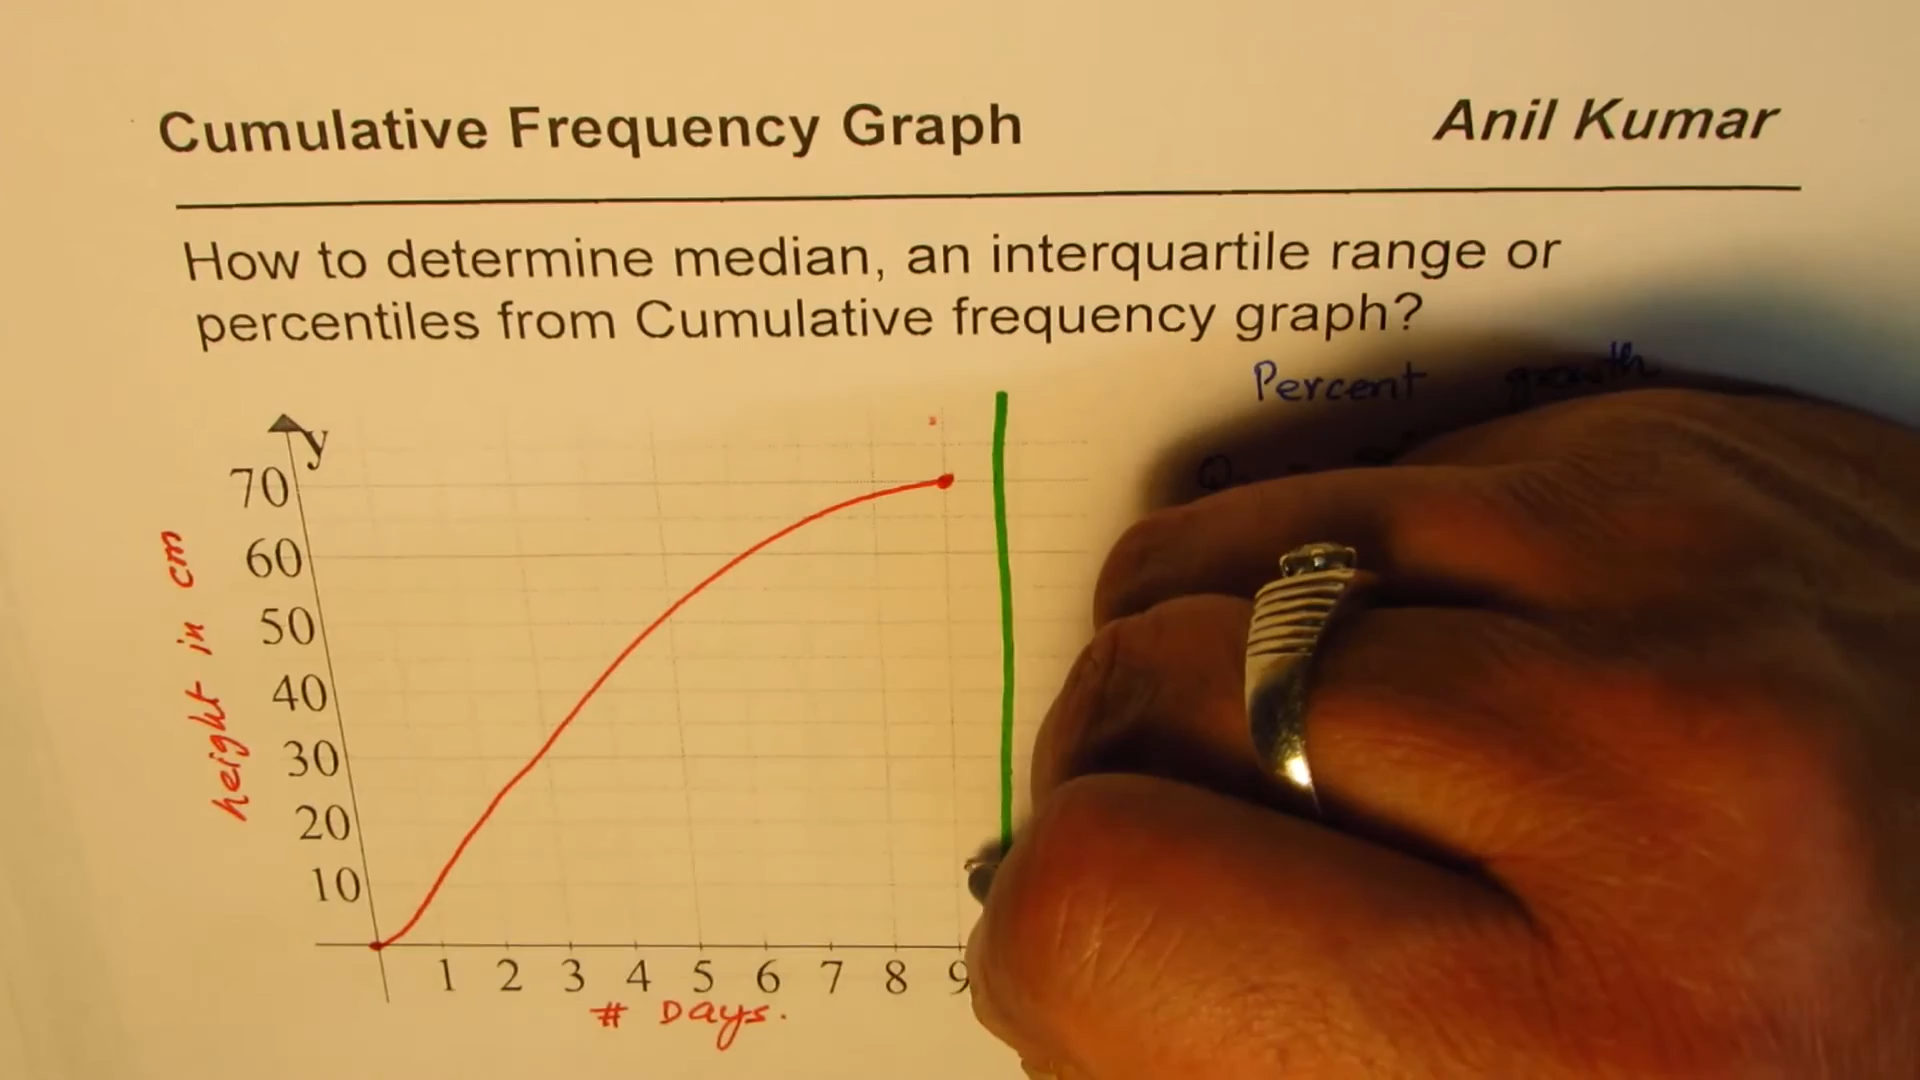 Cumulative Frequency Graph Anil Kumar
How to determine median, an interquartile range or
percentiles from Cumulative frequency graph?
Percent growth
y
70
60
50
40
30
20
10
height in cm
1 2 3 4 5 6 7 8 9
# Days.